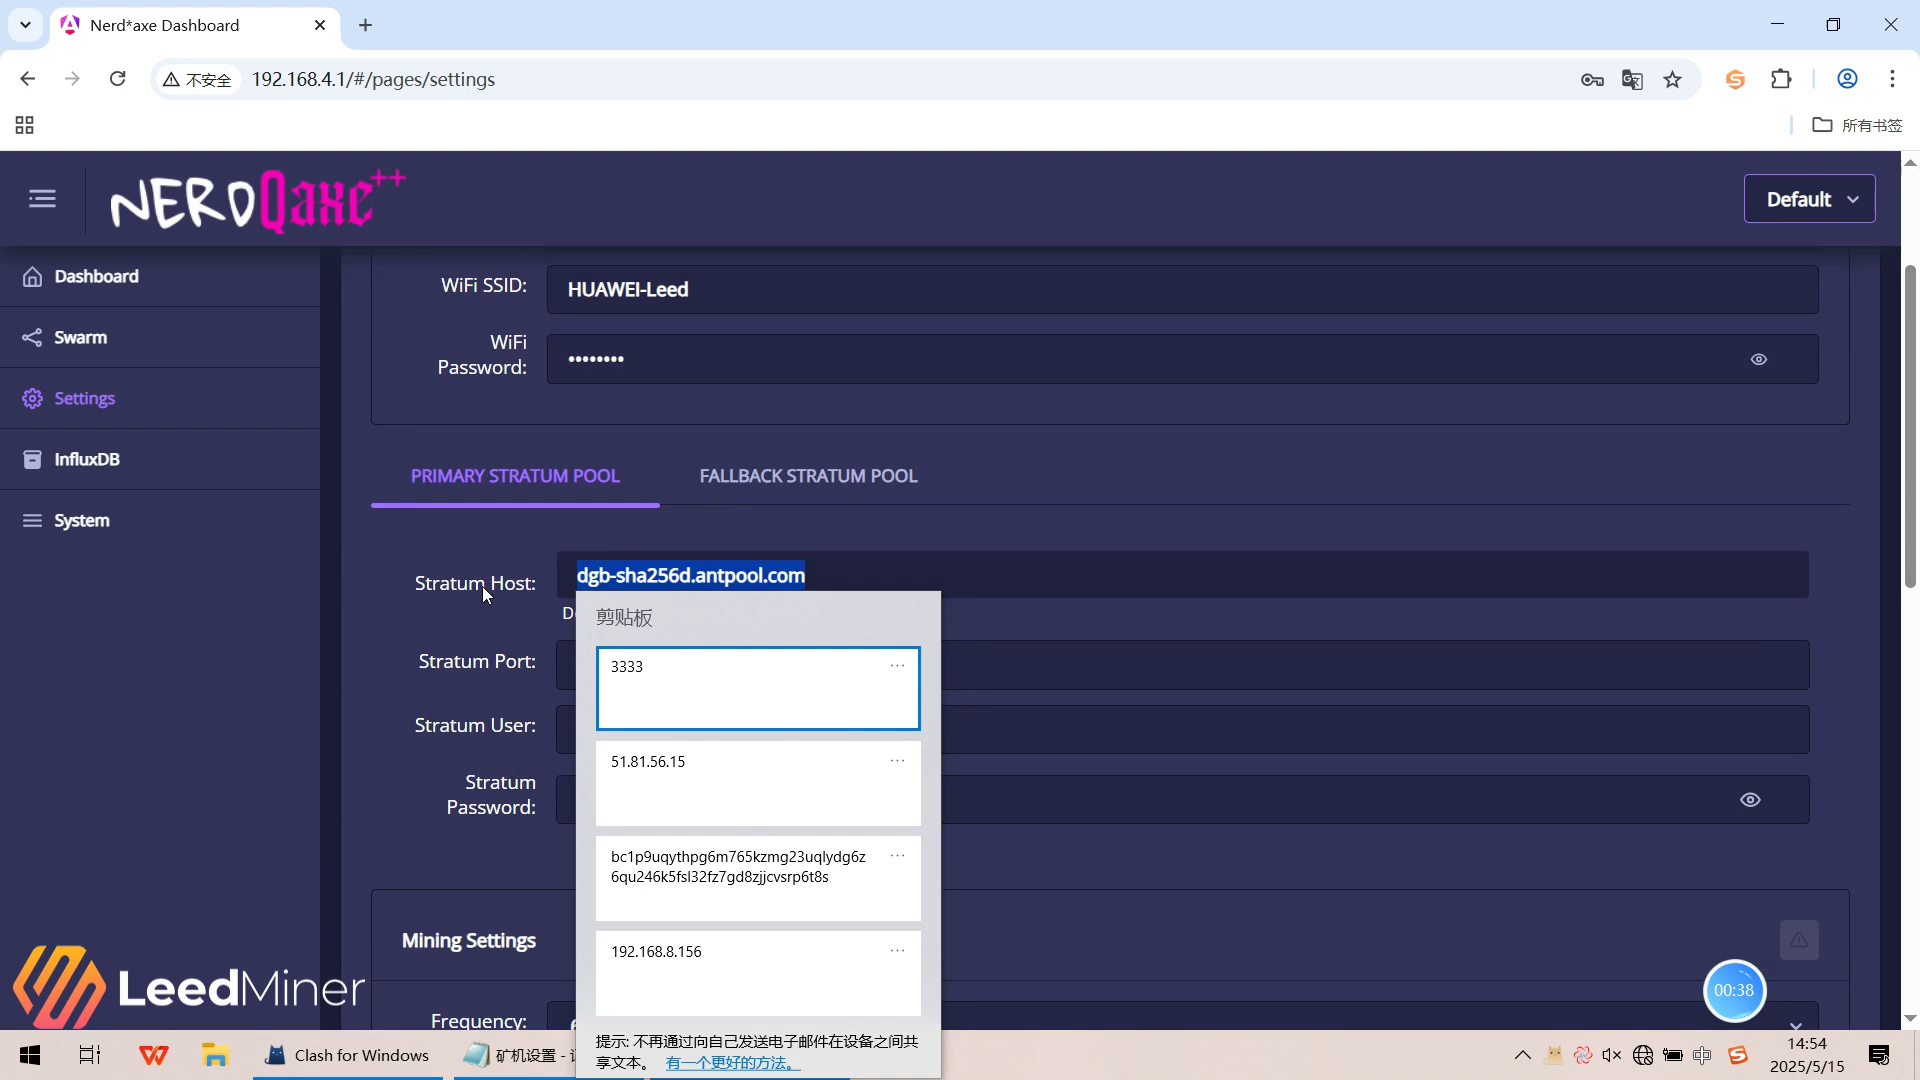 Nerd*axe Dashboard
不安全
192.168.4.1/#/pages/settings
所有书签
NERDQaxe++
Default
Dashboard
Swarm
Settings
InfluxDB
System
WiFi SSID:
HUAWEI-Leed
WiFi
Password:
••••••••
PRIMARY STRATUM POOL
FALLBACK STRATUM POOL
Stratum Host:
dgb-sha256d.antpool.com
Stratum Port:
Stratum User:
Stratum
Password:
剪贴板
3333
51.81.56.15
bc1p9uqythpg6m765kzmg23uqlydg6z
6qu246k5fsl32fz7gd8zjjcvsrp6t8s
192.168.8.156
提示: 不再通过向自己发送电子邮件在设备之间共
享文本。 有一个更好的方法。
Mining Settings
Frequency:
LeedMiner
00:38
Clash for Windows
矿机设置 -
中
14:54
2025/5/15